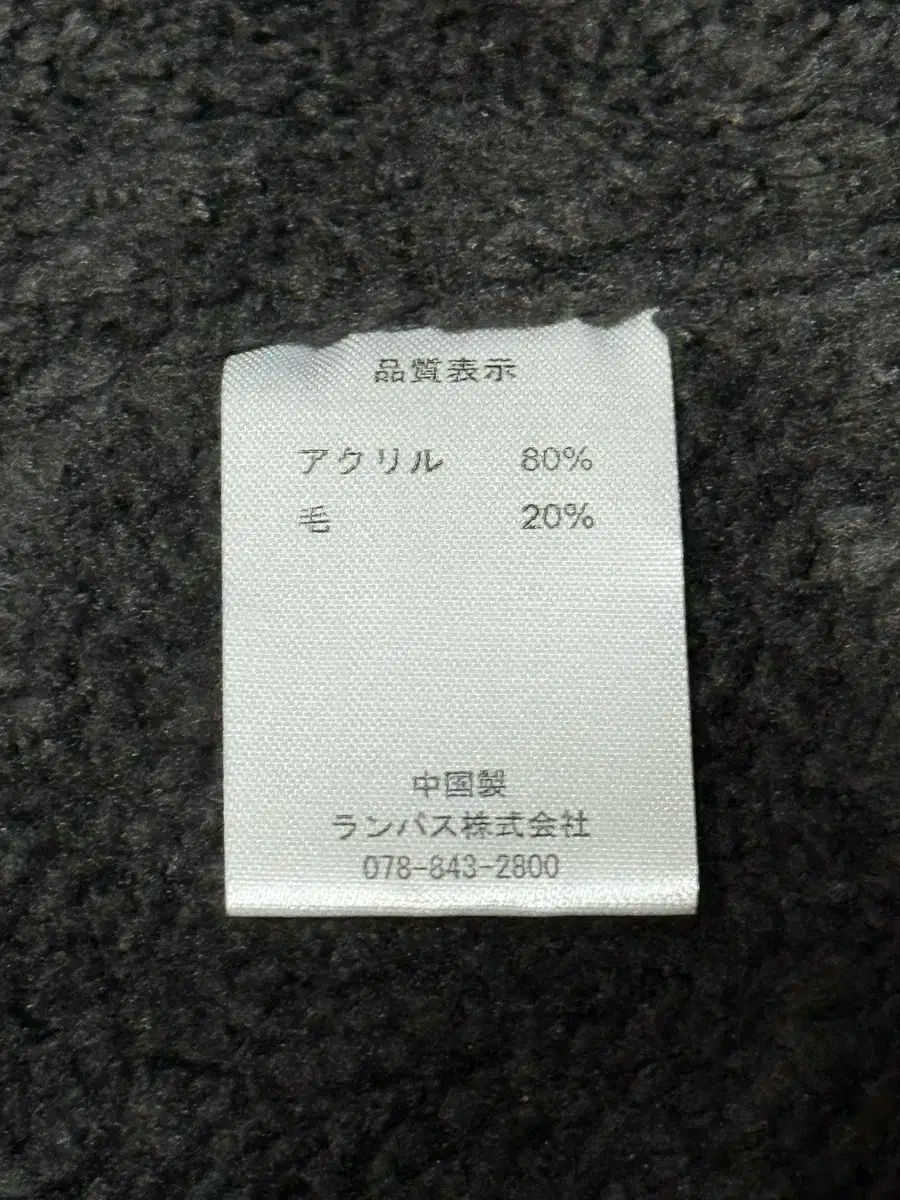 品質表示
アクリル 80%
毛 20%
中国製
ランバス株式会社
078-843-2800